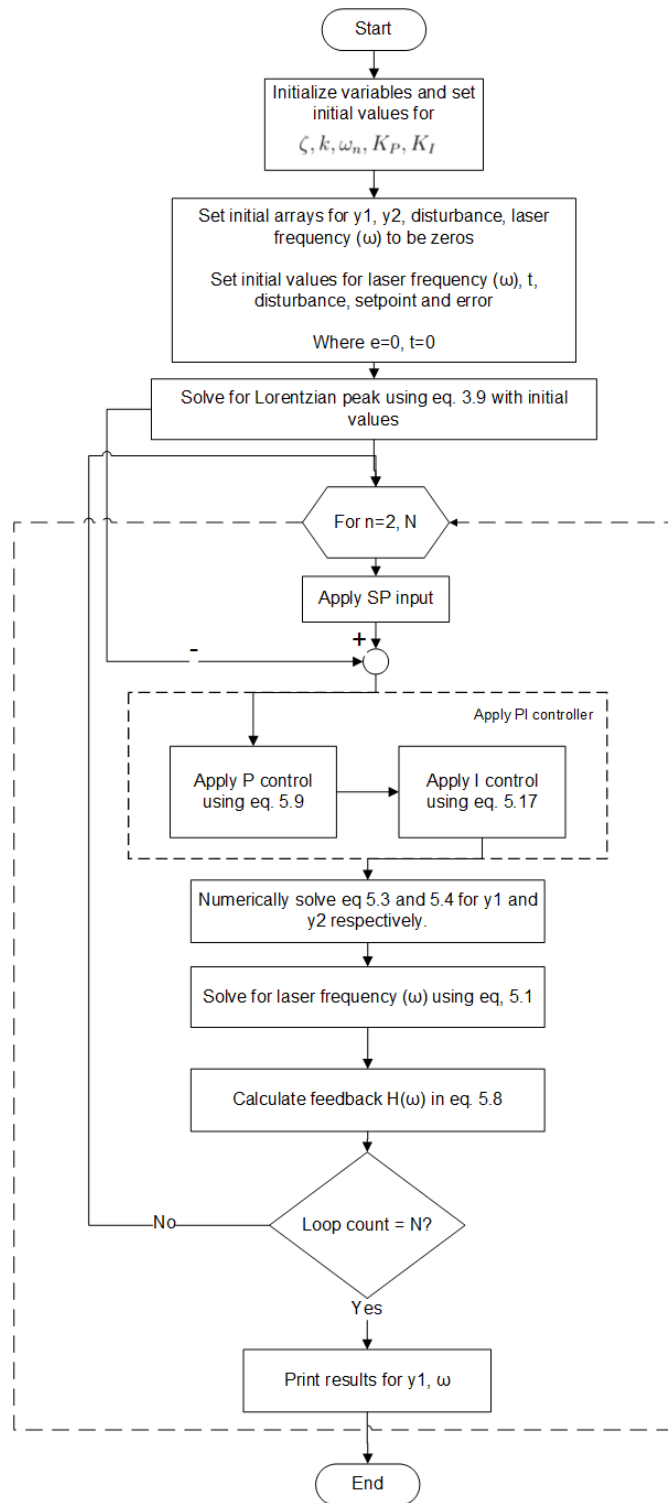 Start
Initialize variables and set
initial values for
ζ, k, ωn, KP, KI
Set initial arrays for y1, y2, disturbance, laser
frequency (ω) to be zeros
Set initial values for laser frequency (ω), t,
disturbance, setpoint and error
Where e=0, t=0
Solve for Lorentzian peak using eq. 3.9 with initial
values
For n=2, N
Apply SP input
+
-
Apply PI controller
Apply P control
using eq. 5.9
Apply I control
using eq. 5.17
Numerically solve eq 5.3 and 5.4 for y1 and
y2 respectively.
Solve for laser frequency (ω) using eq, 5.1
Calculate feedback H(ω) in eq. 5.8
Loop count = N?
No
Yes
Print results for y1, ω
End